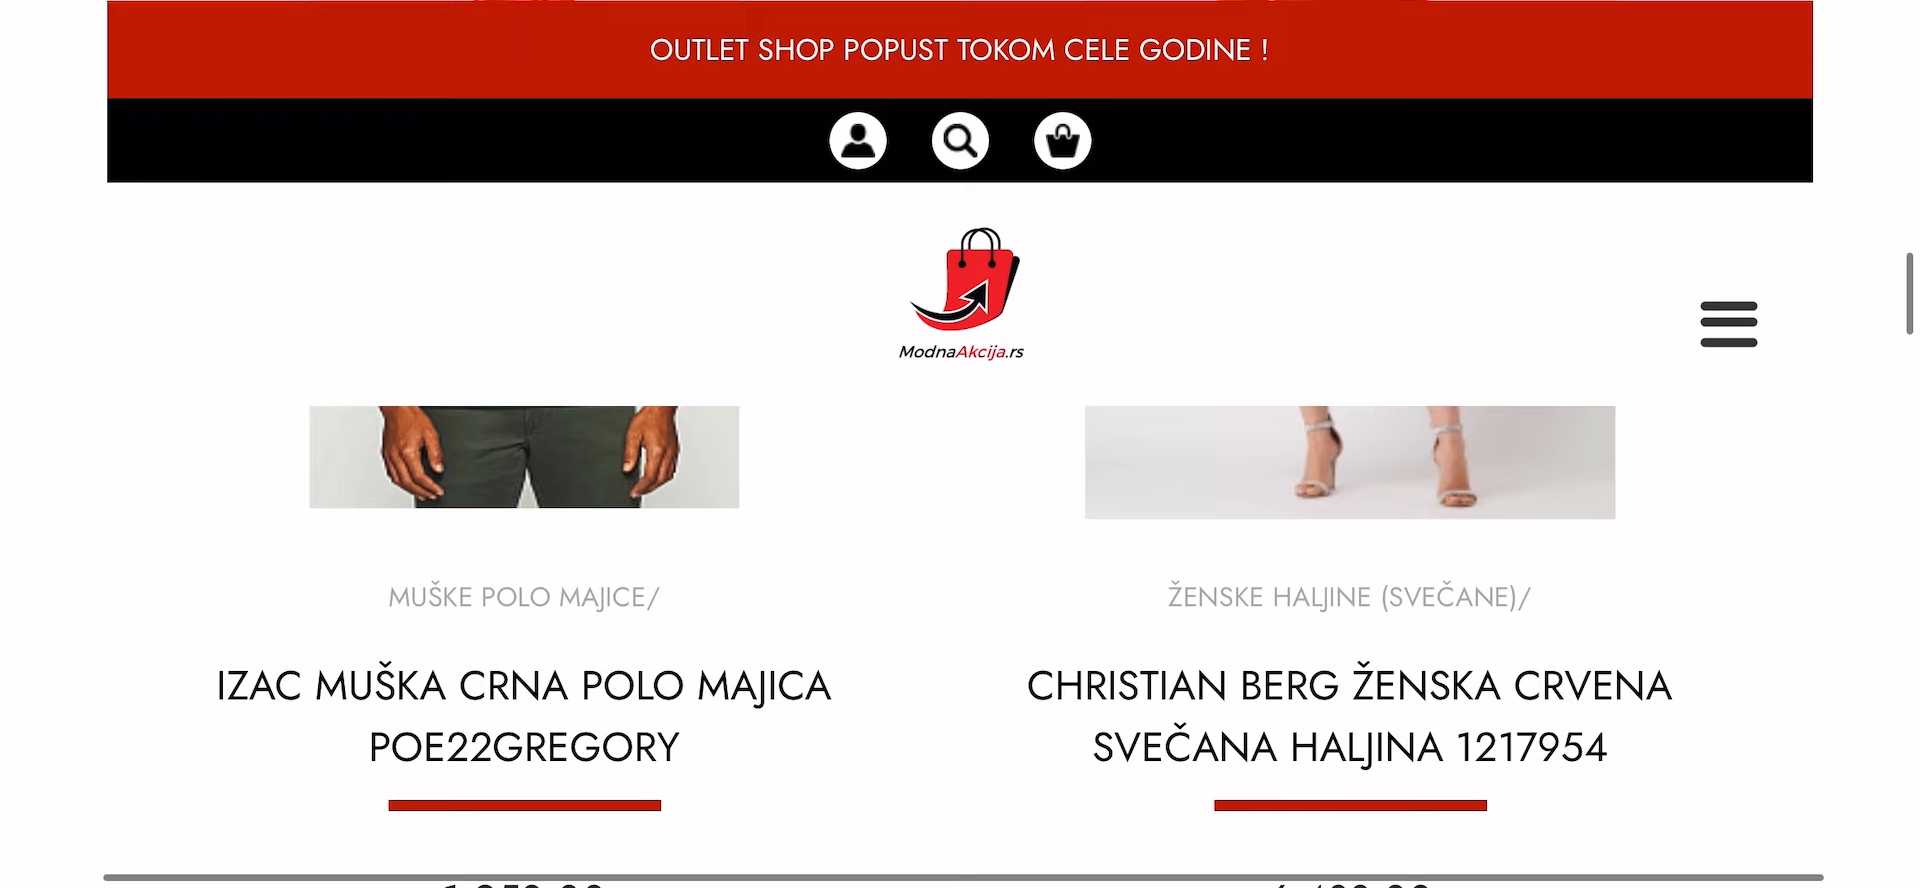 OUTLET SHOP POPUST TOKOM CELE GODINE !
ModnaAkcija.rs
MUŠKE POLO MAJICE/
IZAC MUŠKA CRNA POLO MAJICA
POE22GREGORY
ŽENSKE HALJINE (SVEČANE)/
CHRISTIAN BERG ŽENSKA CRVENA
SVEČANA HALJINA 1217954